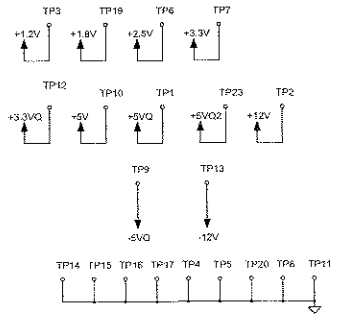 TP3 TP19 TP6 TP7
+1.2V +1.8V +2.5V +3.3V
TP12 TP10 TP1 TP23 TP2
+3.3VQ +5V +5VQ +5VQ2 +12V
TP9 TP13
-5VQ -12V
TP14 TP15 TP16 TP17 TP4 TP5 TP20 TP8 TP11